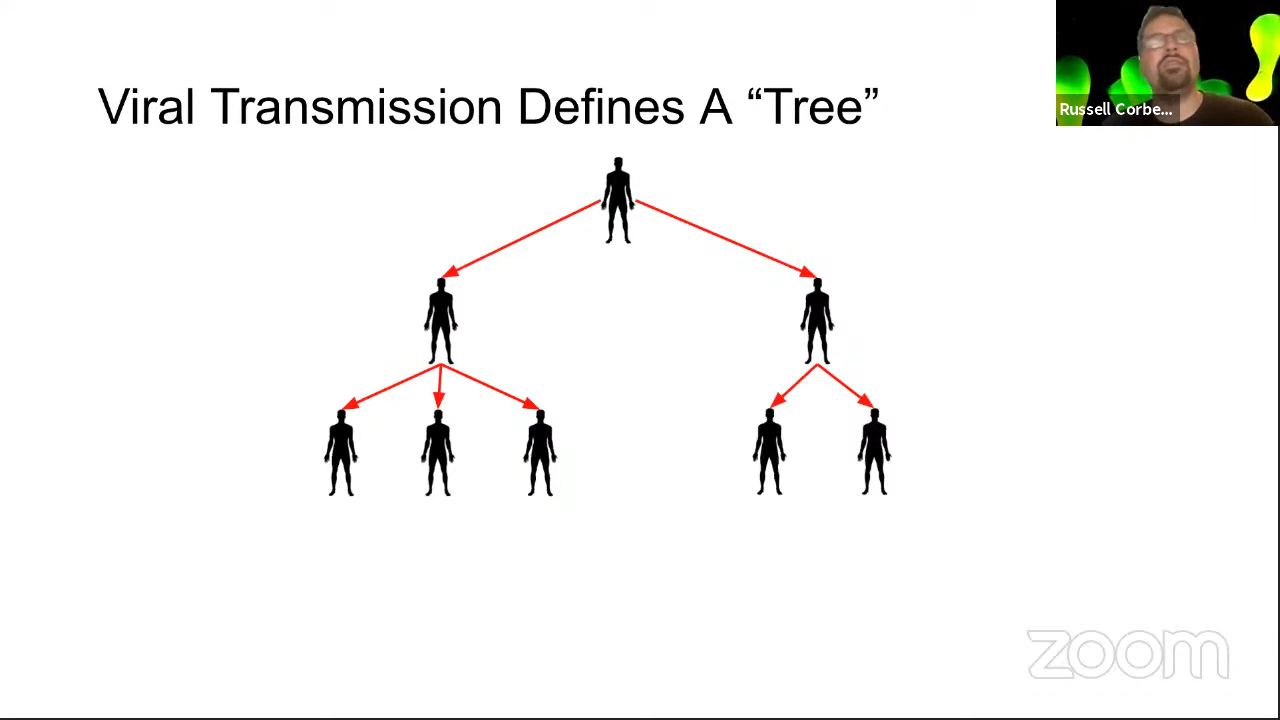 Viral Transmission Defines A “Tree”
Russell Corbe...
zoom